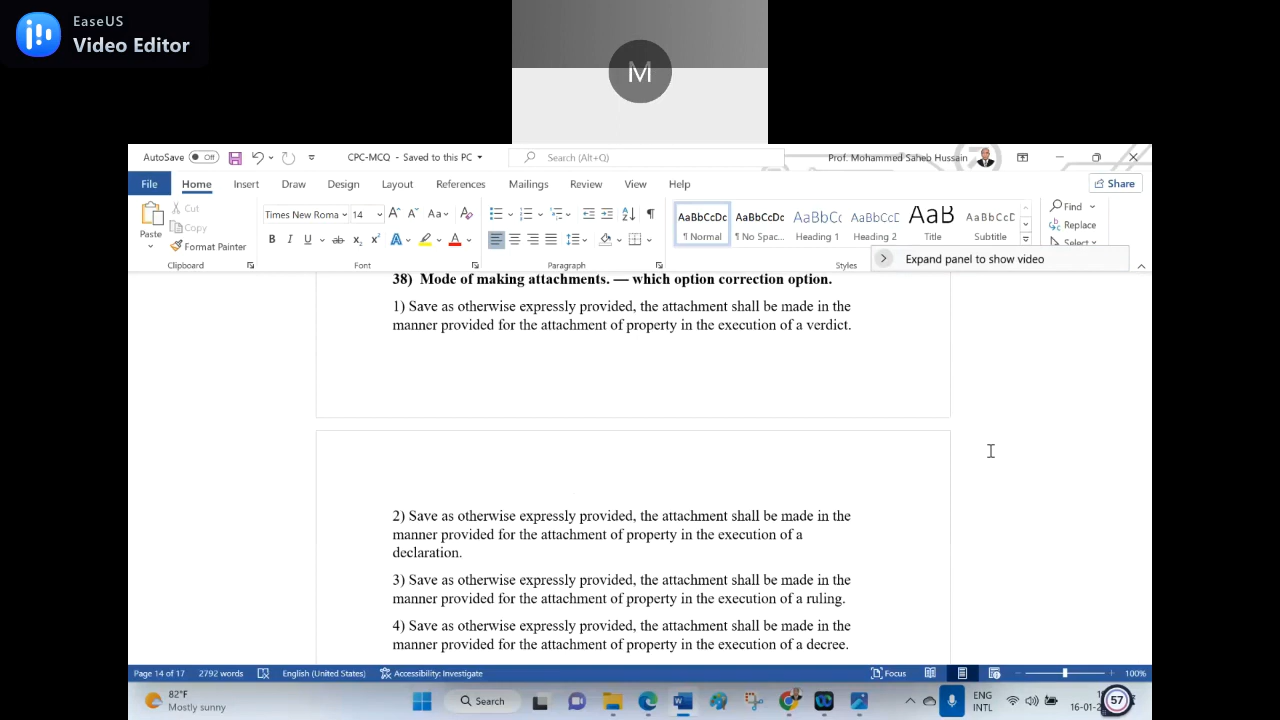 EaseUS
Video Editor
M
AutoSave Off CPC-MCQ - Saved to this PC Search (Alt+Q) Prof. Mohammed Saheb Hussain
File Home Insert Draw Design Layout References Mailings Review View Help Share
Paste Cut Copy Format Painter
Times New Roma 14
AaBbCcDc AaBbCcDc AaBbC AaBbCcD AaB AaBbCcD
¶ Normal ¶ No Spac... Heading 1 Heading 2 Title Subtitle
Find Replace Select
Clipboard Font Paragraph Styles
Expand panel to show video
38) Mode of making attachments. — which option correction option.
1) Save as otherwise expressly provided, the attachment shall be made in the
manner provided for the attachment of property in the execution of a verdict.
2) Save as otherwise expressly provided, the attachment shall be made in the
manner provided for the attachment of property in the execution of a
declaration.
3) Save as otherwise expressly provided, the attachment shall be made in the
manner provided for the attachment of property in the execution of a ruling.
4) Save as otherwise expressly provided, the attachment shall be made in the
manner provided for the attachment of property in the execution of a decree.
Page 14 of 17 2792 words English (United States) Accessibility: Investigate Focus 100%
82°F
Mostly sunny
Search
ENG
INTL
16-01-2
57